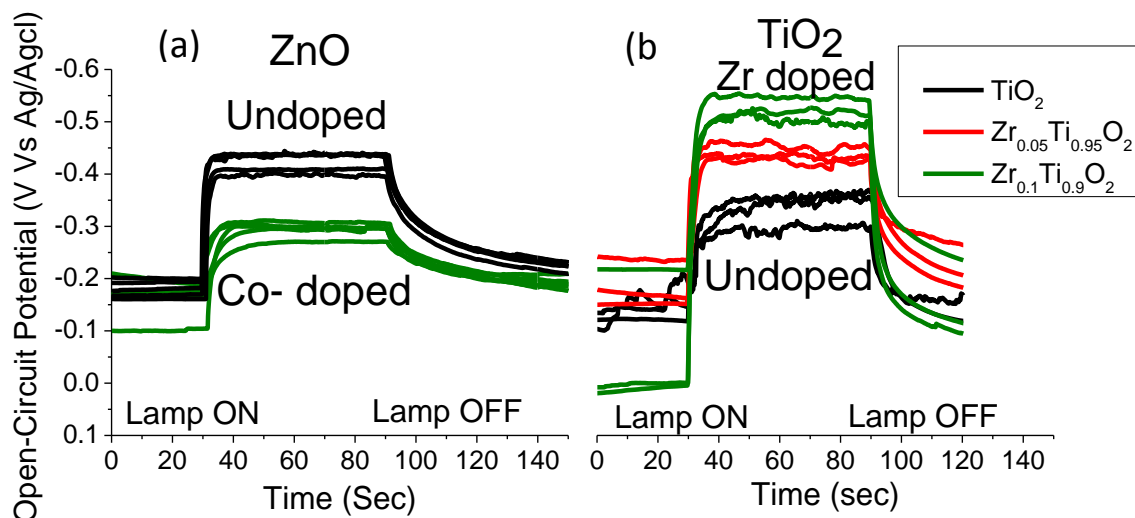 (a)
ZnO
Undoped
Co- doped
Lamp ON
Lamp OFF
Open-Circuit Potential (V Vs Ag/Agcl)
-0.6
-0.5
-0.4
-0.3
-0.2
-0.1
0.0
0.1
0 20 40 60 80 100 120 140
Time (Sec)
(b)
TiO2
Zr doped
Undoped
Lamp ON
Lamp OFF
0 20 40 60 80 100 120 140
Time (sec)
TiO2
Zr0.05Ti0.95O2
Zr0.1Ti0.9O2